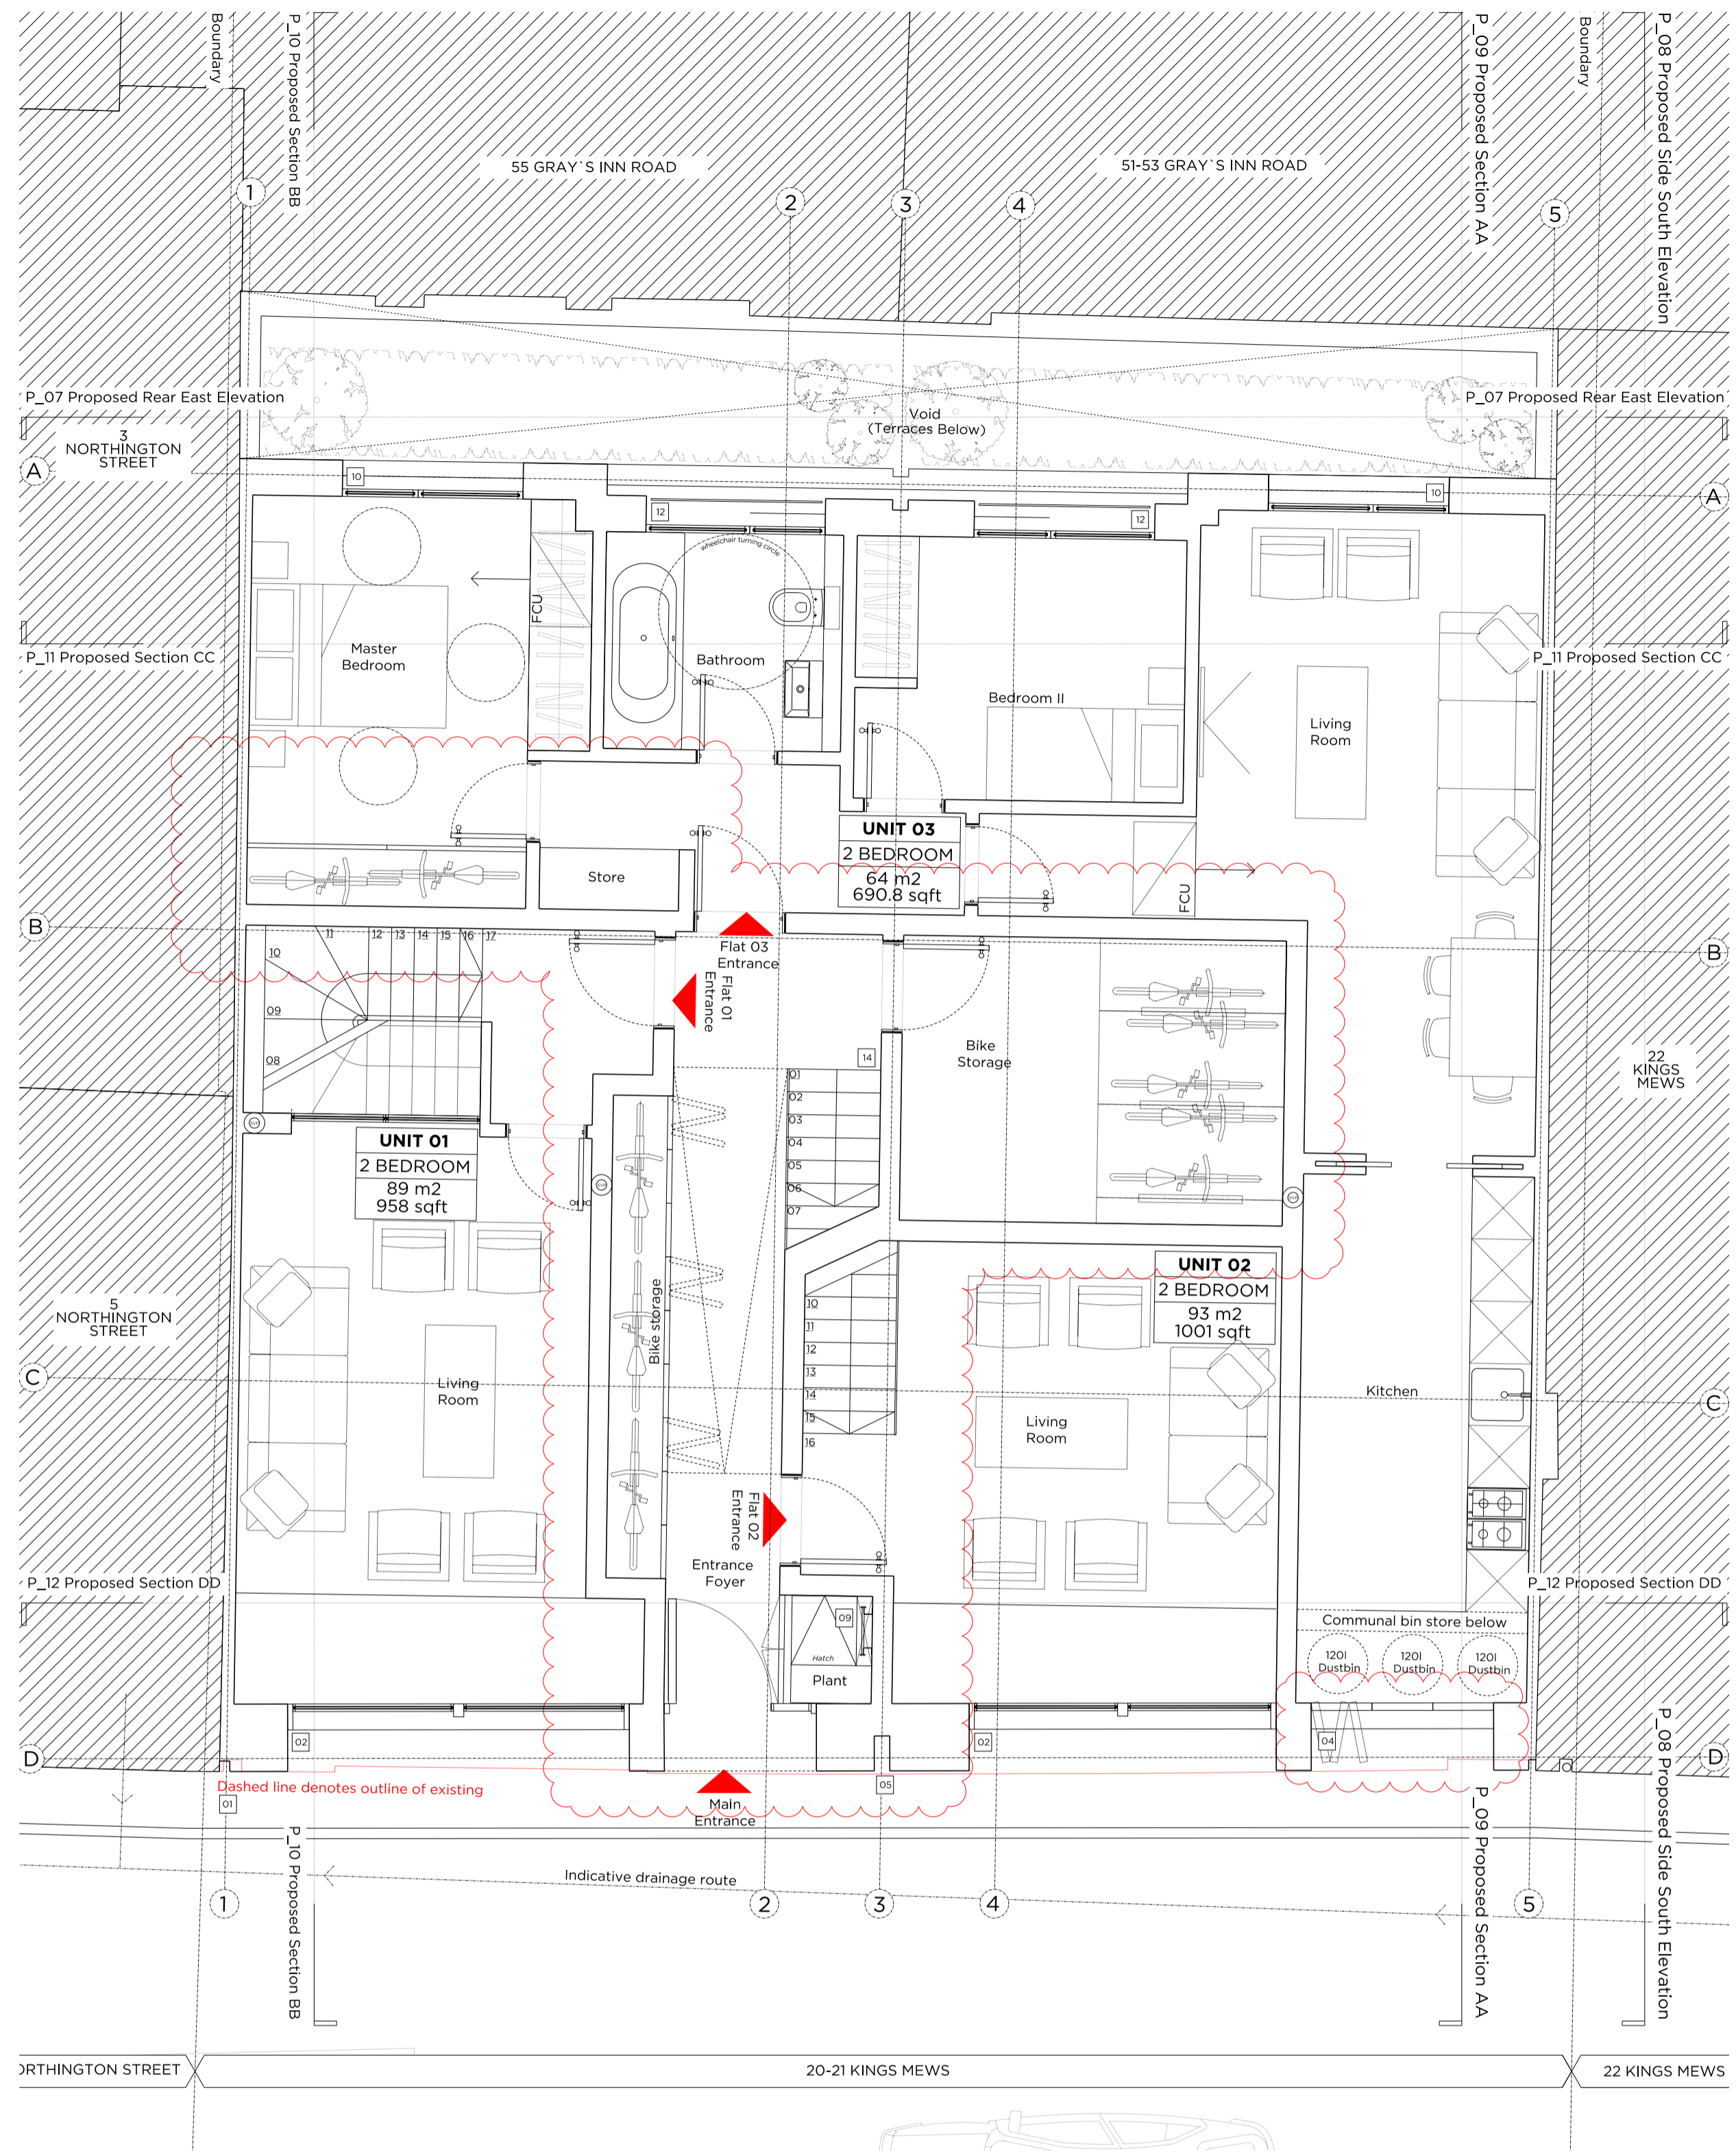 Boundary
P_10 Proposed Section BB
P_09 Proposed Section AA
Boundary
P_08 Proposed Side South Elevation
55 GRAY`S INN ROAD
51-53 GRAY`S INN ROAD
1
2
3
4
5
P_07 Proposed Rear East Elevation
P_07 Proposed Rear East Elevation
Void
(Terraces Below)
3
NORTHINGTON
STREET
A
A
10
10
12
12
wheelchair turning circle
FCU
Master
Bedroom
Bathroom
Bedroom II
Living
Room
P_11 Proposed Section CC
P_11 Proposed Section CC
UNIT 03
2 BEDROOM
64 m2
690.8 sqft
Store
FCU
B
B
Flat 03
Entrance
Flat 01
Entrance
11
12
13
14
15
16
17
10
09
08
14
Bike
Storage
22
KINGS
MEWS
01
02
03
04
05
06
07
SVP
SVP
SVP
UNIT 01
2 BEDROOM
89 m2
958 sqft
UNIT 02
2 BEDROOM
93 m2
1001 sqft
5
NORTHINGTON
STREET
Bike storage
10
11
12
13
14
15
16
C
C
Living
Room
Living
Room
Kitchen
Flat 02
Entrance
Entrance
Foyer
P_12 Proposed Section DD
P_12 Proposed Section DD
09
Hatch
Plant
Communal bin store below
120l
Dustbin
120l
Dustbin
120l
Dustbin
02
02
04
D
D
05
01
Dashed line denotes outline of existing
Main
Entrance
P_10 Proposed Section BB
P_09 Proposed Section AA
P_08 Proposed Side South Elevation
Indicative drainage route
1
2
3
4
5
ORTHINGTON STREET
20-21 KINGS MEWS
22 KINGS MEWS